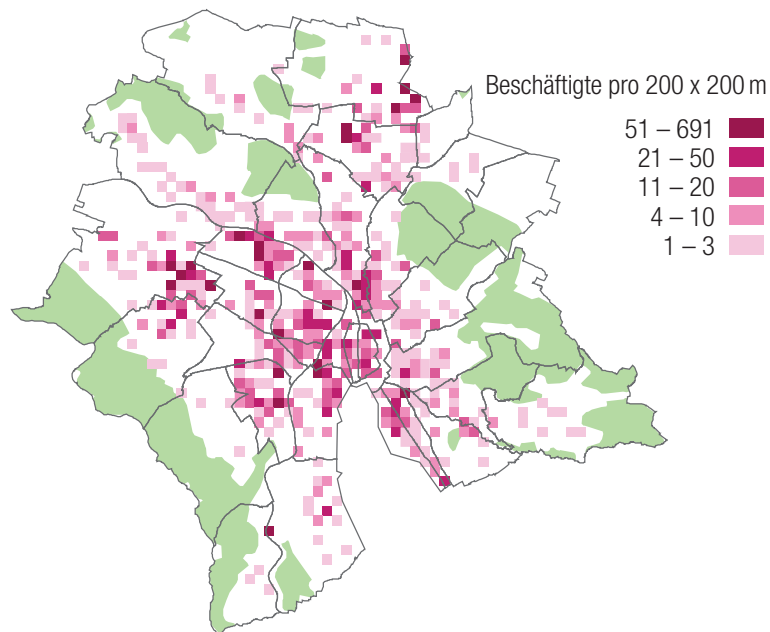 Beschäftigte pro 200 x 200 m
51 – 691
21 – 50
11 – 20
4 – 10
1 – 3